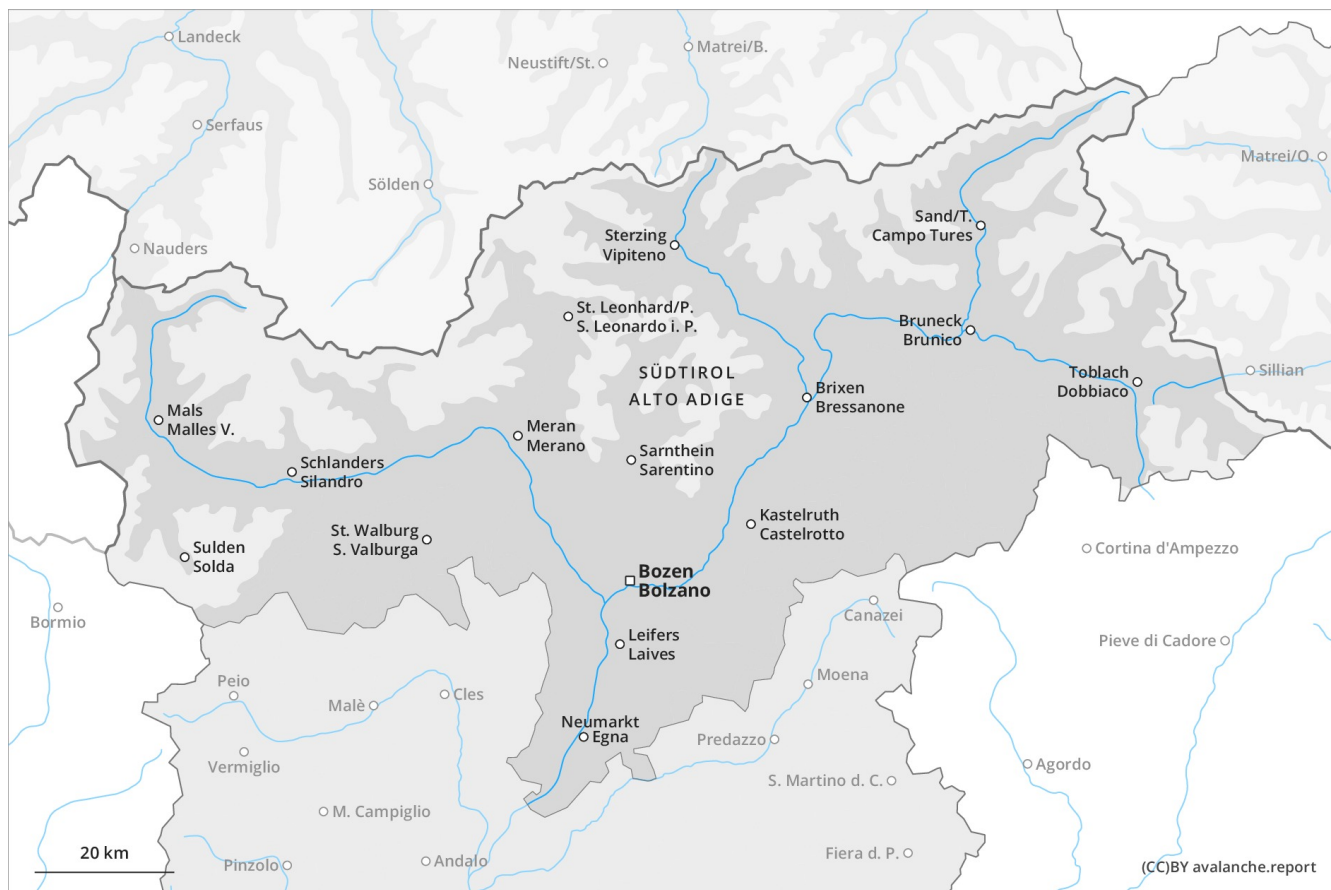 Landeck
Matrei/B.
Neustift/St.
Serfaus
Matrei/O.
Sölden
Sand/T.
Campo Tures
Sterzing
Vipiteno
Nauders
St. Leonhard/P.
S. Leonardo i. P.
Bruneck
Brunico
SÜDTIROL
ALTO ADIGE
Toblach
Dobbiaco
Sillian
Brixen
Bressanone
Mals
Malles V.
Meran
Merano
Sarnthein
Sarentino
Schlanders
Silandro
Kastelruth
Castelrotto
St. Walburg
S. Valburga
Sulden
Solda
Cortina d'Ampezzo
Bozen
Bolzano
Bormio
Canazei
Leifers
Laives
Pieve di Cadore
Peio
Malè
Cles
Moena
Neumarkt
Egna
Predazzo
Vermiglio
Agordo
S. Martino d. C.
M. Campiglio
20 km
Pinzolo
Andalo
Fiera d. P.
(CC)BY avalanche.report